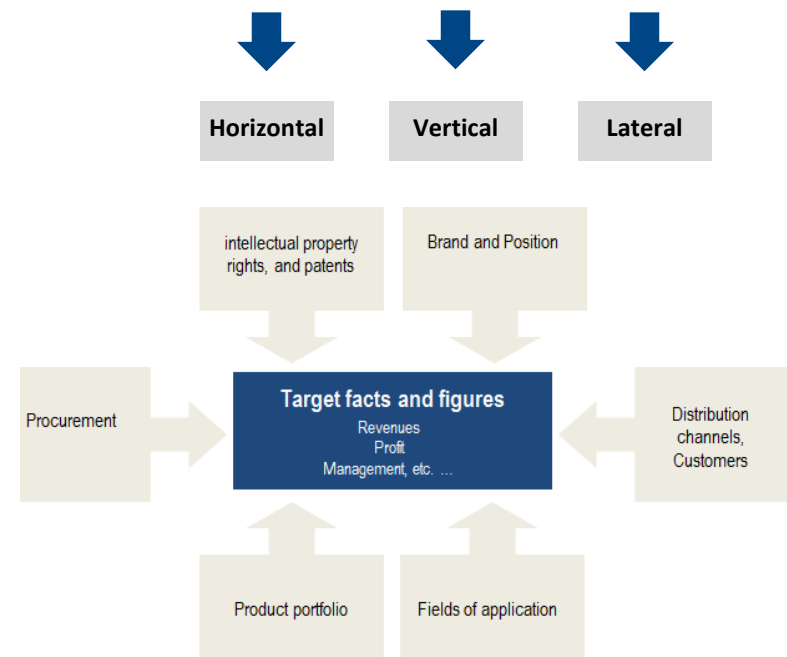 Horizontal
Vertical
Lateral
intellectual property
rights, and patents
Brand and Position
Procurement
Target facts and figures
Revenues
Profit
Management, etc. ...
Distribution
channels,
Customers
Product portfolio
Fields of application